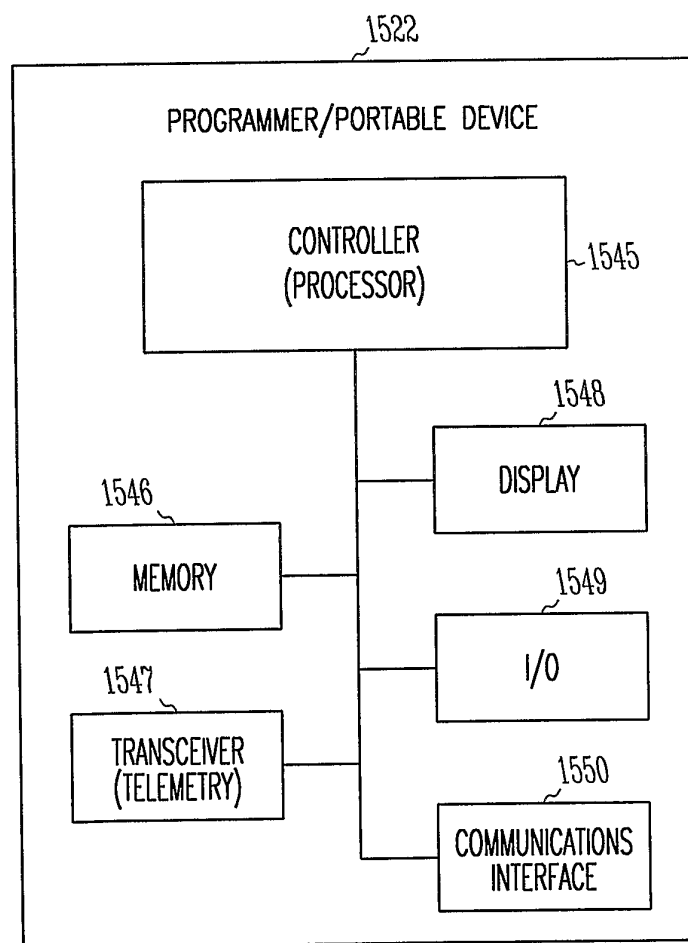 1522
PROGRAMMER/PORTABLE DEVICE
CONTROLLER
(PROCESSOR)
1545
1548
DISPLAY
1546
MEMORY
1549
I/O
1547
TRANSCEIVER
(TELEMETRY)
1550
COMMUNICATIONS
INTERFACE